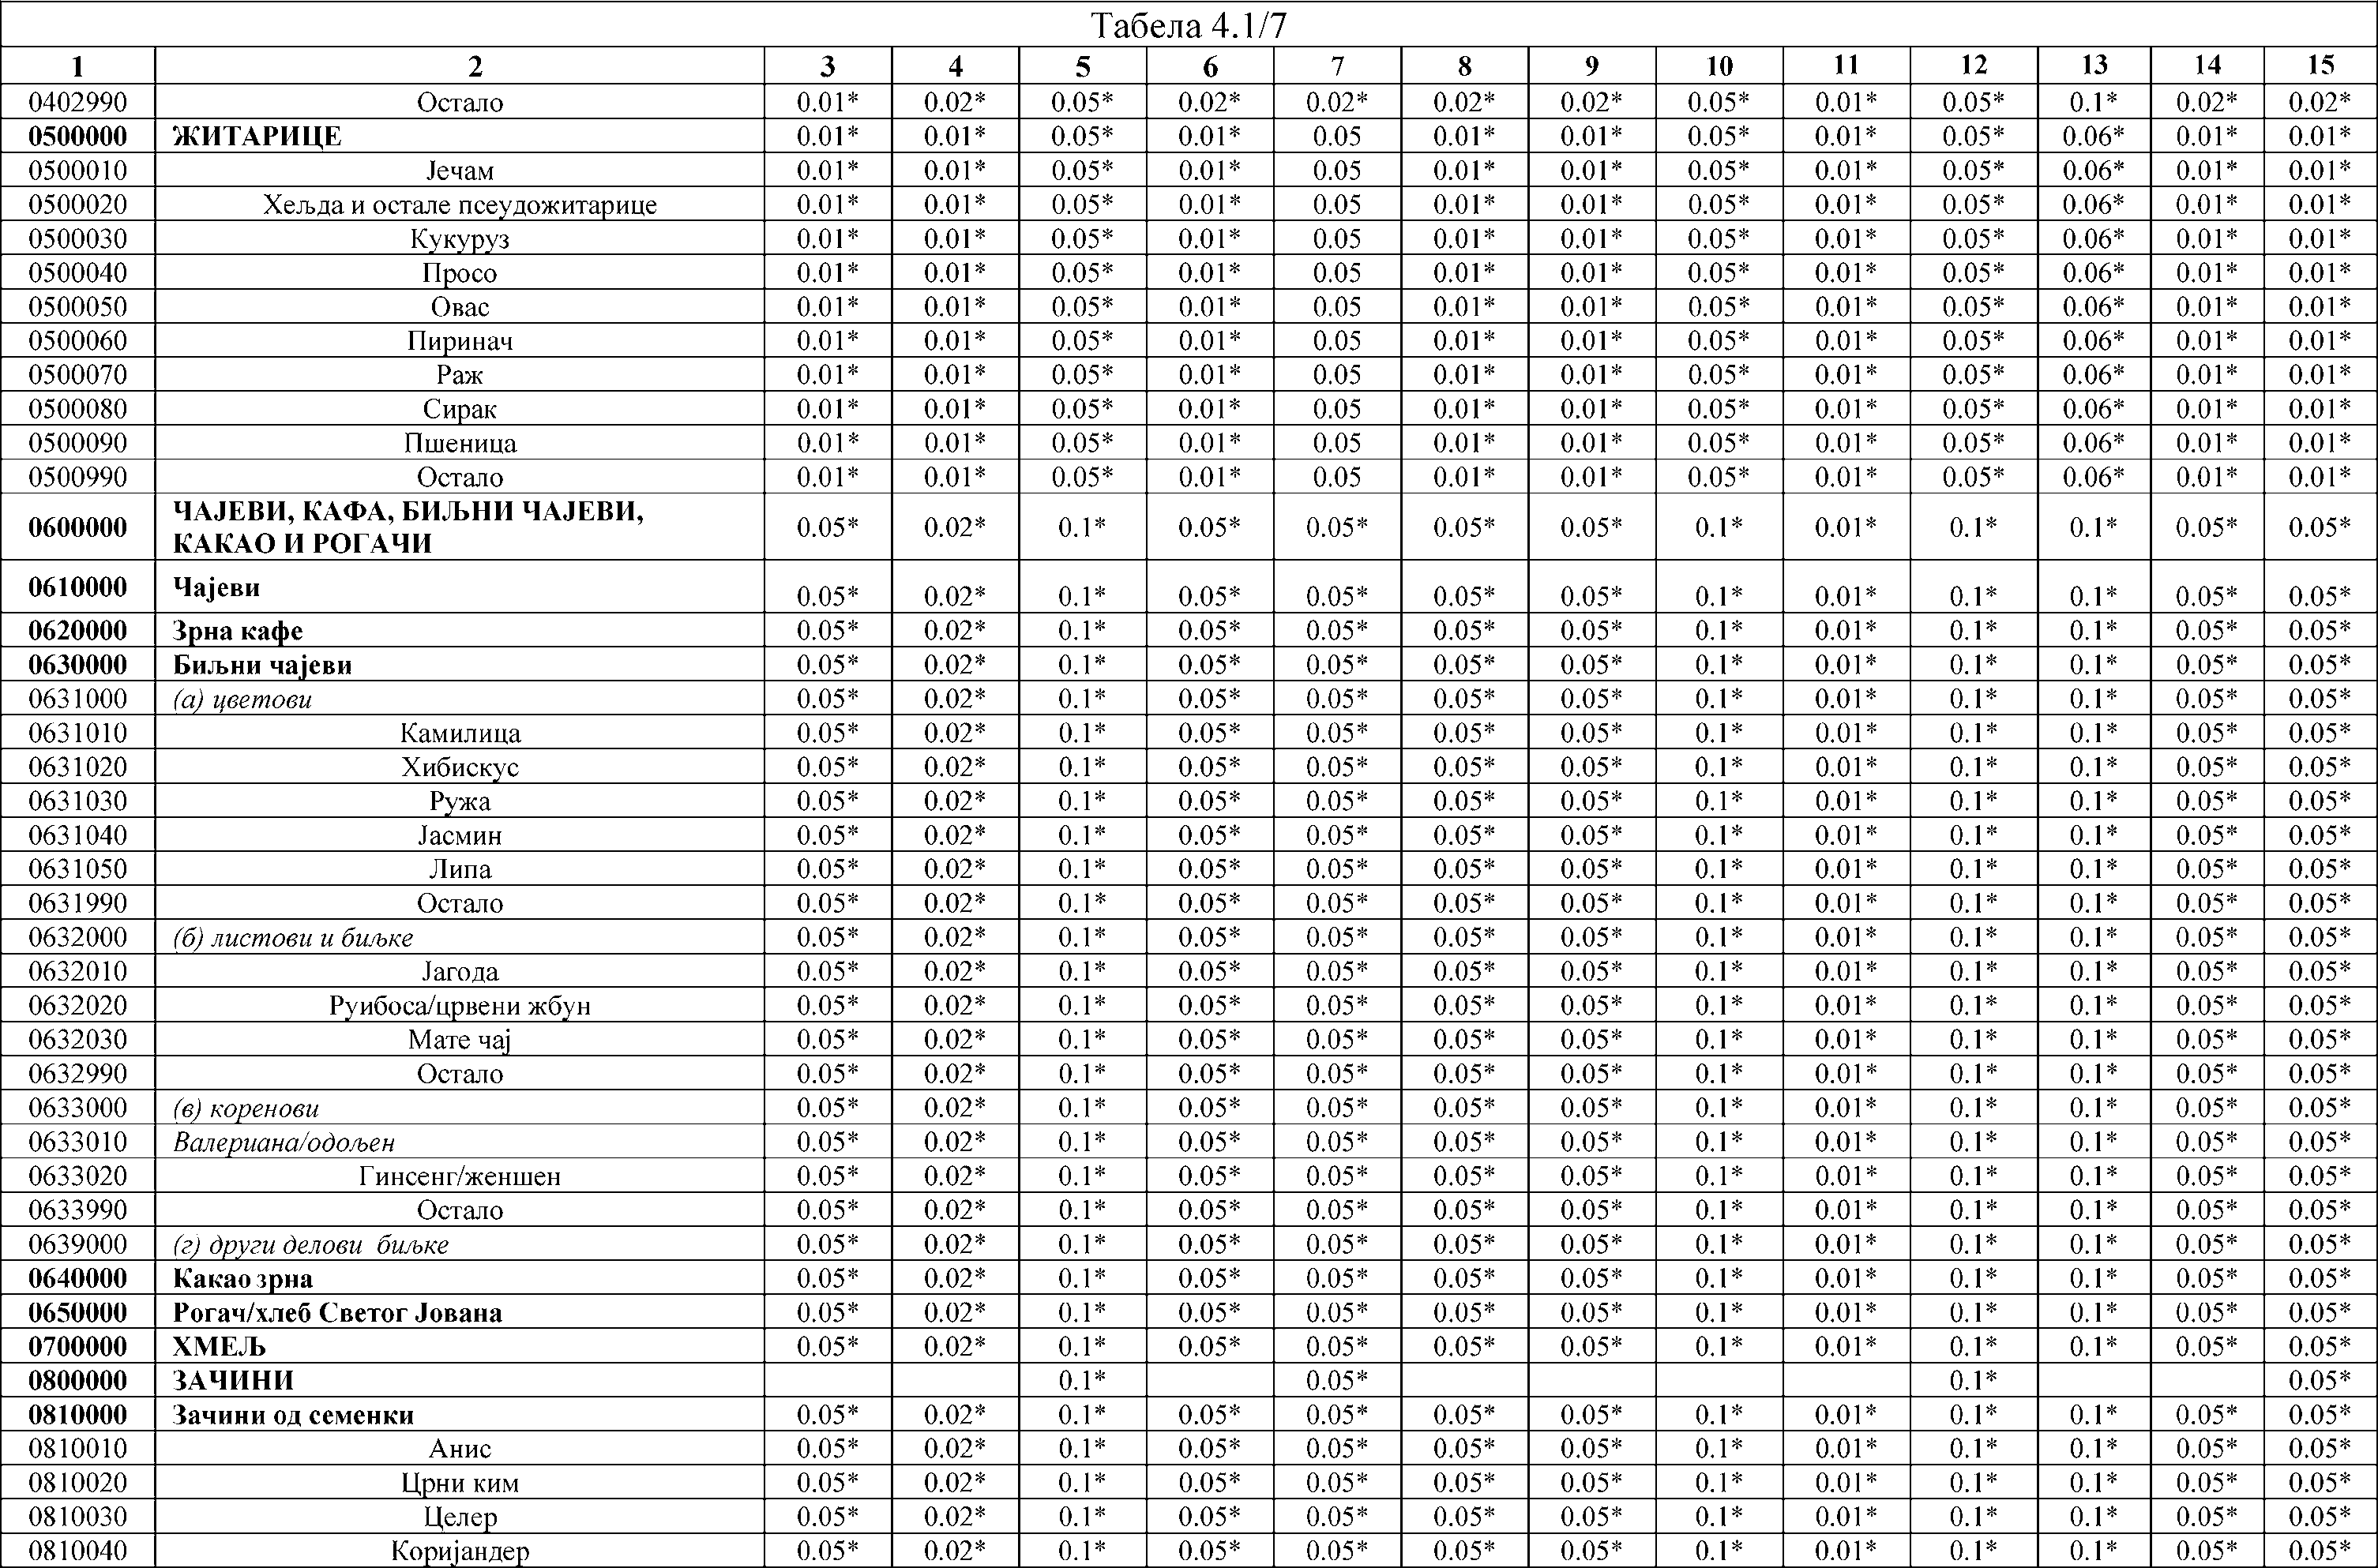 Табела 4.1/7
1 2 3 4 5 6 7 8 9 10 11 12 13 14 15
0402990 Остало 0.01* 0.02* 0.05* 0.02* 0.02* 0.02* 0.02* 0.05* 0.01* 0.05* 0.1* 0.02* 0.02*
0500000 ЖИТАРИЦЕ 0.01* 0.01* 0.05* 0.01* 0.05 0.01* 0.01* 0.05* 0.01* 0.05* 0.06* 0.01* 0.01*
0500010 Јечам 0.01* 0.01* 0.05* 0.01* 0.05 0.01* 0.01* 0.05* 0.01* 0.05* 0.06* 0.01* 0.01*
0500020 Хељда и остале псеудожитарице 0.01* 0.01* 0.05* 0.01* 0.05 0.01* 0.01* 0.05* 0.01* 0.05* 0.06* 0.01* 0.01*
0500030 Кукуруз 0.01* 0.01* 0.05* 0.01* 0.05 0.01* 0.01* 0.05* 0.01* 0.05* 0.06* 0.01* 0.01*
0500040 Просо 0.01* 0.01* 0.05* 0.01* 0.05 0.01* 0.01* 0.05* 0.01* 0.05* 0.06* 0.01* 0.01*
0500050 Овас 0.01* 0.01* 0.05* 0.01* 0.05 0.01* 0.01* 0.05* 0.01* 0.05* 0.06* 0.01* 0.01*
0500060 Пиринач 0.01* 0.01* 0.05* 0.01* 0.05 0.01* 0.01* 0.05* 0.01* 0.05* 0.06* 0.01* 0.01*
0500070 Раж 0.01* 0.01* 0.05* 0.01* 0.05 0.01* 0.01* 0.05* 0.01* 0.05* 0.06* 0.01* 0.01*
0500080 Сирак 0.01* 0.01* 0.05* 0.01* 0.05 0.01* 0.01* 0.05* 0.01* 0.05* 0.06* 0.01* 0.01*
0500090 Пшеница 0.01* 0.01* 0.05* 0.01* 0.05 0.01* 0.01* 0.05* 0.01* 0.05* 0.06* 0.01* 0.01*
0500990 Остало 0.01* 0.01* 0.05* 0.01* 0.05 0.01* 0.01* 0.05* 0.01* 0.05* 0.06* 0.01* 0.01*
0600000 ЧАЈЕВИ, КАФА, БИЉНИ ЧАЈЕВИ,
КАКАО И РОГАЧИ 0.05* 0.02* 0.1* 0.05* 0.05* 0.05* 0.05* 0.1* 0.01* 0.1* 0.1* 0.05* 0.05*
0610000 Чајеви 0.05* 0.02* 0.1* 0.05* 0.05* 0.05* 0.05* 0.1* 0.01* 0.1* 0.1* 0.05* 0.05*
0620000 Зрна кафе 0.05* 0.02* 0.1* 0.05* 0.05* 0.05* 0.05* 0.1* 0.01* 0.1* 0.1* 0.05* 0.05*
0630000 Биљни чајеви 0.05* 0.02* 0.1* 0.05* 0.05* 0.05* 0.05* 0.1* 0.01* 0.1* 0.1* 0.05* 0.05*
0631000 (а) цветови 0.05* 0.02* 0.1* 0.05* 0.05* 0.05* 0.05* 0.1* 0.01* 0.1* 0.1* 0.05* 0.05*
0631010 Камилица 0.05* 0.02* 0.1* 0.05* 0.05* 0.05* 0.05* 0.1* 0.01* 0.1* 0.1* 0.05* 0.05*
0631020 Хибискус 0.05* 0.02* 0.1* 0.05* 0.05* 0.05* 0.05* 0.1* 0.01* 0.1* 0.1* 0.05* 0.05*
0631030 Ружа 0.05* 0.02* 0.1* 0.05* 0.05* 0.05* 0.05* 0.1* 0.01* 0.1* 0.1* 0.05* 0.05*
0631040 Јасмин 0.05* 0.02* 0.1* 0.05* 0.05* 0.05* 0.05* 0.1* 0.01* 0.1* 0.1* 0.05* 0.05*
0631050 Липа 0.05* 0.02* 0.1* 0.05* 0.05* 0.05* 0.05* 0.1* 0.01* 0.1* 0.1* 0.05* 0.05*
0631990 Остало 0.05* 0.02* 0.1* 0.05* 0.05* 0.05* 0.05* 0.1* 0.01* 0.1* 0.1* 0.05* 0.05*
0632000 (б) листови и биљке 0.05* 0.02* 0.1* 0.05* 0.05* 0.05* 0.05* 0.1* 0.01* 0.1* 0.1* 0.05* 0.05*
0632010 Јагода 0.05* 0.02* 0.1* 0.05* 0.05* 0.05* 0.05* 0.1* 0.01* 0.1* 0.1* 0.05* 0.05*
0632020 Руибоса/црвени жбун 0.05* 0.02* 0.1* 0.05* 0.05* 0.05* 0.05* 0.1* 0.01* 0.1* 0.1* 0.05* 0.05*
0632030 Мате чај 0.05* 0.02* 0.1* 0.05* 0.05* 0.05* 0.05* 0.1* 0.01* 0.1* 0.1* 0.05* 0.05*
0632990 Остало 0.05* 0.02* 0.1* 0.05* 0.05* 0.05* 0.05* 0.1* 0.01* 0.1* 0.1* 0.05* 0.05*
0633000 (в) коренови 0.05* 0.02* 0.1* 0.05* 0.05* 0.05* 0.05* 0.1* 0.01* 0.1* 0.1* 0.05* 0.05*
0633010 Валериана/одољен 0.05* 0.02* 0.1* 0.05* 0.05* 0.05* 0.05* 0.1* 0.01* 0.1* 0.1* 0.05* 0.05*
0633020 Гинсенг/женшен 0.05* 0.02* 0.1* 0.05* 0.05* 0.05* 0.05* 0.1* 0.01* 0.1* 0.1* 0.05* 0.05*
0633990 Остало 0.05* 0.02* 0.1* 0.05* 0.05* 0.05* 0.05* 0.1* 0.01* 0.1* 0.1* 0.05* 0.05*
0639000 (г) други делови биљке 0.05* 0.02* 0.1* 0.05* 0.05* 0.05* 0.05* 0.1* 0.01* 0.1* 0.1* 0.05* 0.05*
0640000 Какао зрна 0.05* 0.02* 0.1* 0.05* 0.05* 0.05* 0.05* 0.1* 0.01* 0.1* 0.1* 0.05* 0.05*
0650000 Рогач/хлеб Светог Јована 0.05* 0.02* 0.1* 0.05* 0.05* 0.05* 0.05* 0.1* 0.01* 0.1* 0.1* 0.05* 0.05*
0700000 ХМЕЉ 0.05* 0.02* 0.1* 0.05* 0.05* 0.05* 0.05* 0.1* 0.01* 0.1* 0.1* 0.05* 0.05*
0800000 ЗАЧИНИ 0.1* 0.05* 0.1* 0.05*
0810000 Зачини од семенки 0.05* 0.02* 0.1* 0.05* 0.05* 0.05* 0.05* 0.1* 0.01* 0.1* 0.1* 0.05* 0.05*
0810010 Анис 0.05* 0.02* 0.1* 0.05* 0.05* 0.05* 0.05* 0.1* 0.01* 0.1* 0.1* 0.05* 0.05*
0810020 Црни ким 0.05* 0.02* 0.1* 0.05* 0.05* 0.05* 0.05* 0.1* 0.01* 0.1* 0.1* 0.05* 0.05*
0810030 Целер 0.05* 0.02* 0.1* 0.05* 0.05* 0.05* 0.05* 0.1* 0.01* 0.1* 0.1* 0.05* 0.05*
0810040 Коријандер 0.05* 0.02* 0.1* 0.05* 0.05* 0.05* 0.05* 0.1* 0.01* 0.1* 0.1* 0.05* 0.05*